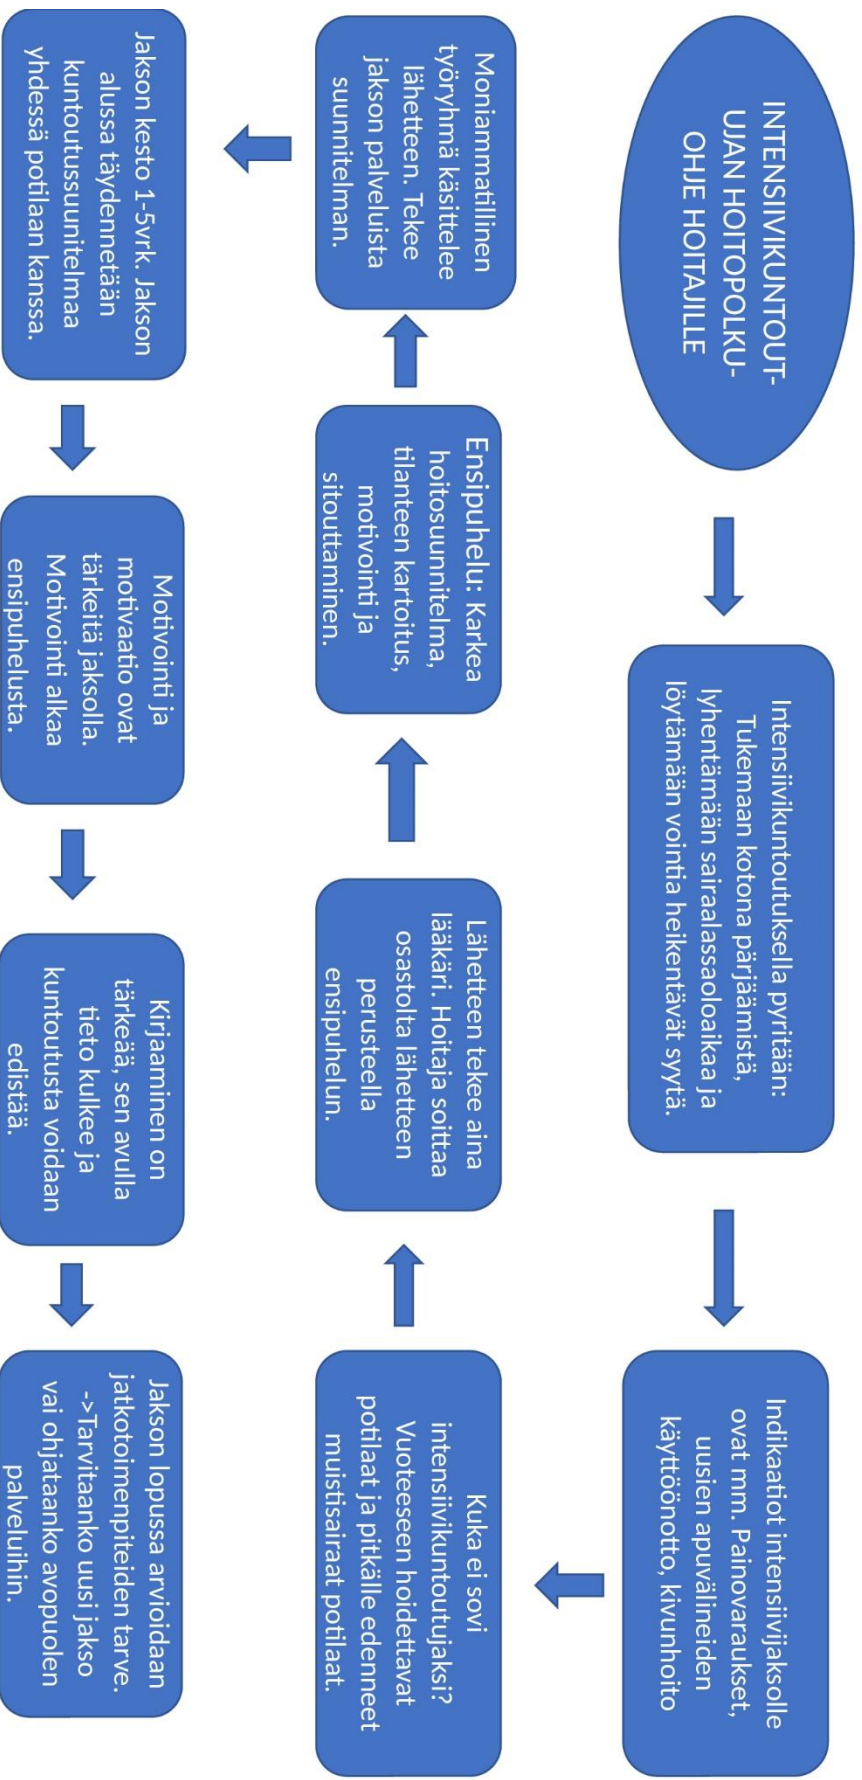 INTENSIIVIKUNTOUT-
UJAN HOITOPOLKU-
OHJE HOITAJILLE
Intensiivikuntoutuksella pyritään:
Tukemaan kotona pärjäämistä,
lyhentämään sairaalassaoloaikaa ja
löytämään vointia heikentävät syytä.
Indikaatiot intensiivijaksolle
ovat mm. Painovaraukset,
uusien apuvälineiden
käyttöönotto, kivunhoito
Kuka ei sovi
intensiivikuntoutujaksi?
Vuoteeseen hoidettavat
potilaat ja pitkälle edenneet
muistisairaat potilaat.
Lähetteen tekee aina
lääkäri. Hoitaja soittaa
osastolta lähetteen
perusteella
ensipuhelun.
Ensipuhelu: Karkea
hoitosuunnitelma,
tilanteen kartoitus,
motivointi ja
sitouttaminen.
Moniammatillinen
työryhmä käsittelee
lähetteen. Tekee
jakson palveluista
suunnitelman.
Jakson kesto 1-5vrk. Jakson
alussa täydennetään
kuntoutussuunitelmaa
yhdessä potilaan kanssa.
Motivointi ja
motivaatio ovat
tärkeitä jaksolla.
Motivointi alkaa
ensipuhelusta.
Kirjaaminen on
tärkeää, sen avulla
tieto kulkee ja
kuntoutusta voidaan
edistää.
Jakson lopussa arvioidaan
jatkotoimenpiteiden tarve.
->Tarvitaanko uusi jakso
vai ohjataanko avopuolen
palveluihin.